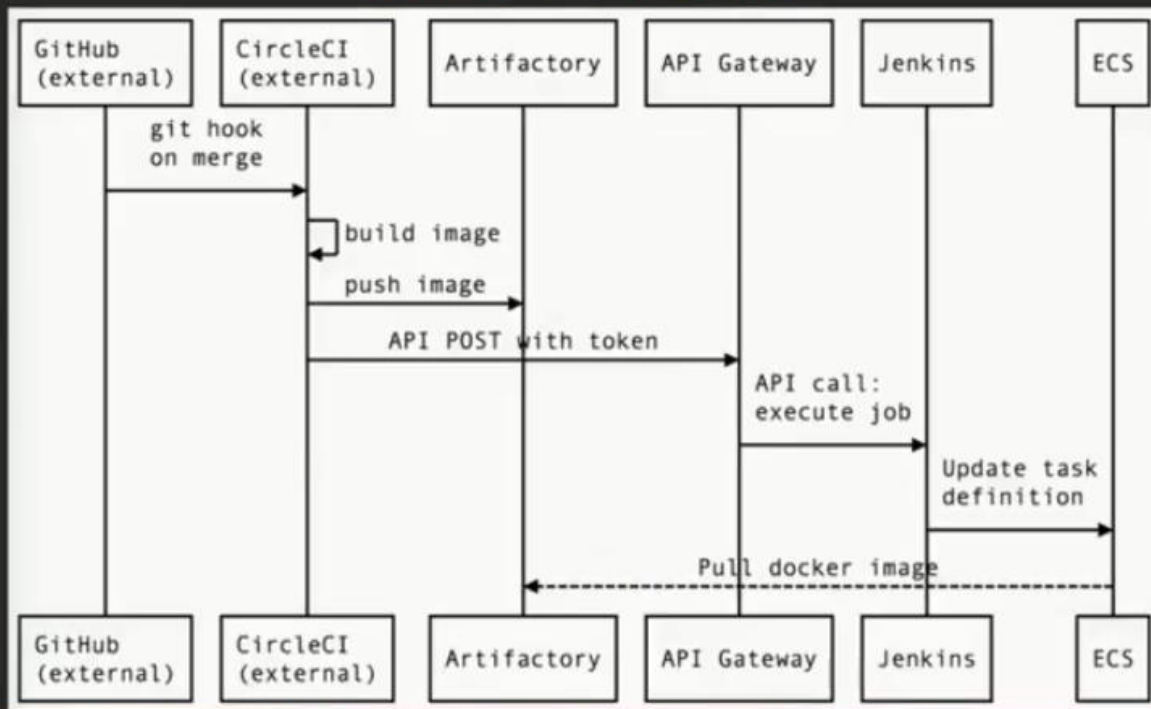 GitHub
(external)
CircleCI
(external)
Artifactory
API Gateway
Jenkins
ECS
git hook
on merge
build image
push image
API POST with token
API call:
execute job
Update task
definition
Pull docker image
GitHub
(external)
CircleCI
(external)
Artifactory
API Gateway
Jenkins
ECS